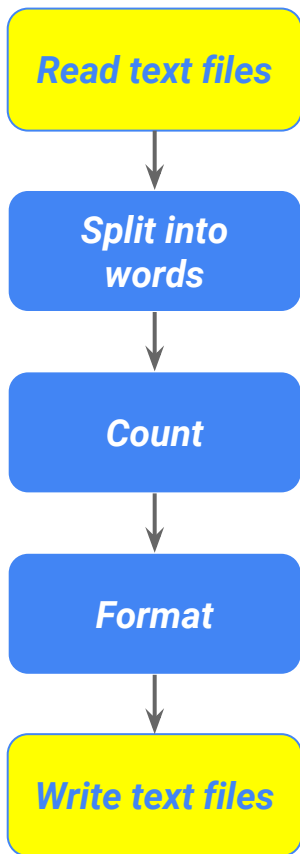 Read text files
Split into
words
Count
Format
Write text files